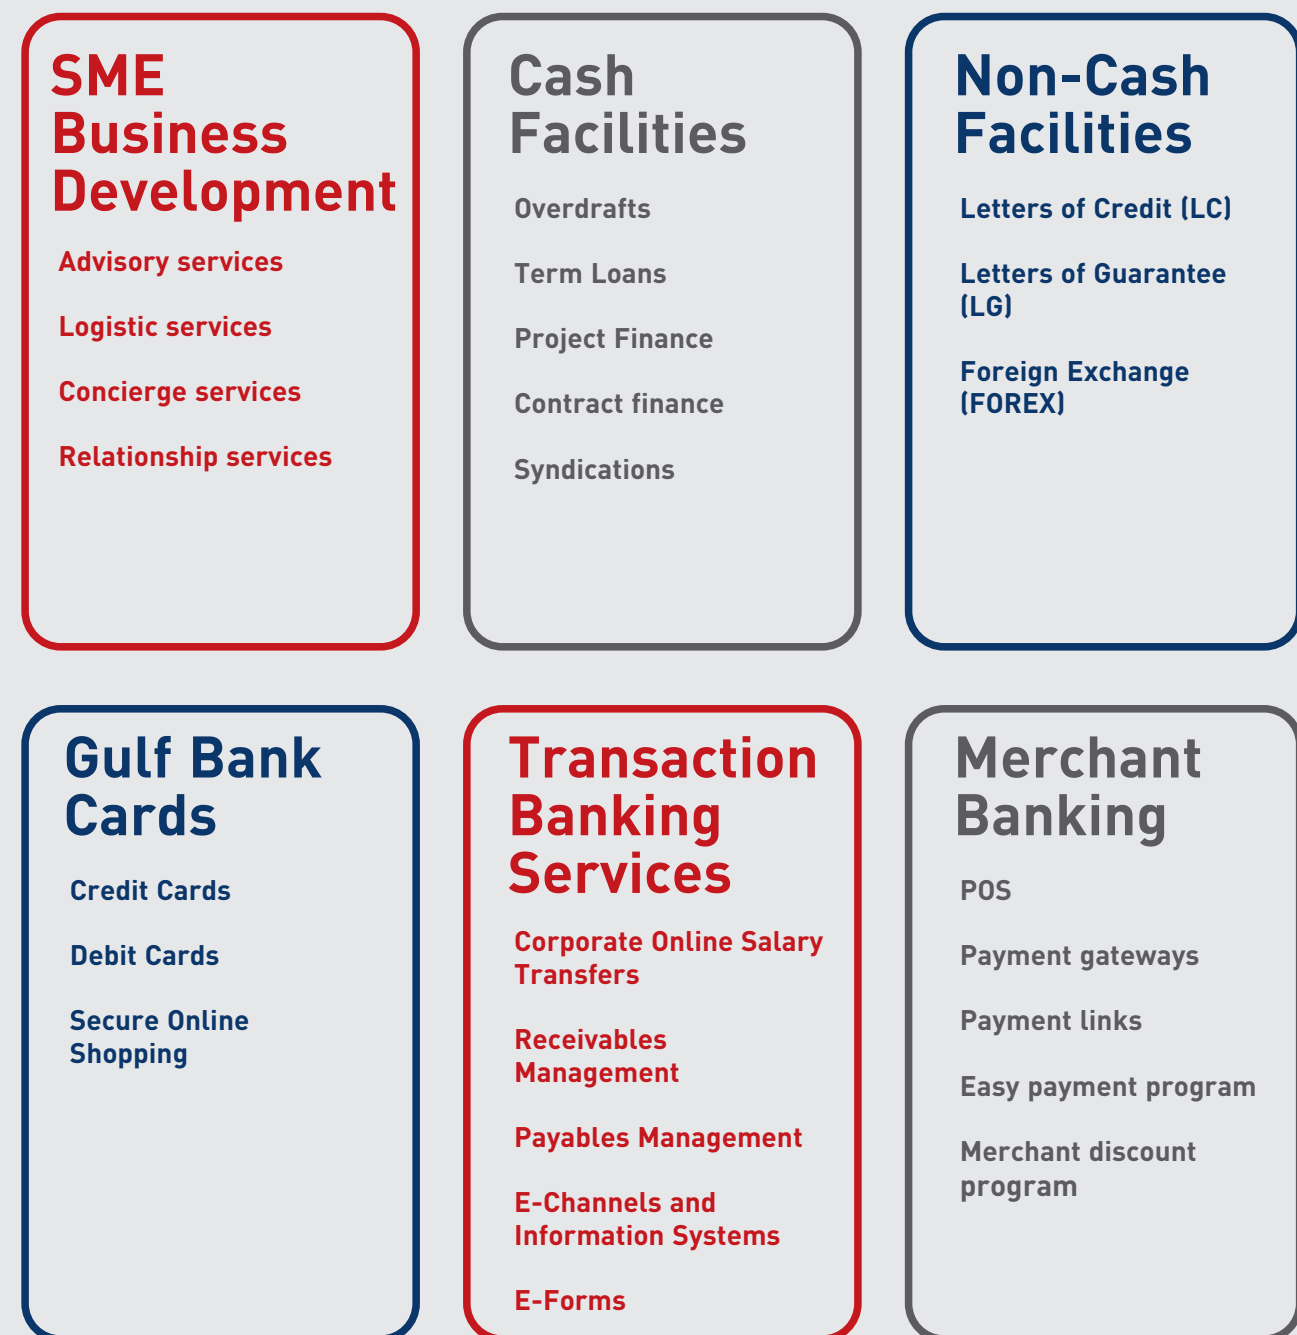 SME
Business
Development
Advisory services
Logistic services
Concierge services
Relationship services
Cash
Facilities
Overdrafts
Term Loans
Project Finance
Contract finance
Syndications
Non-Cash
Facilities
Letters of Credit (LC)
Letters of Guarantee
(LG)
Foreign Exchange
(FOREX)
Gulf Bank
Cards
Credit Cards
Debit Cards
Secure Online
Shopping
Transaction
Banking
Services
Corporate Online Salary
Transfers
Receivables
Management
Payables Management
E-Channels and
Information Systems
E-Forms
Merchant
Banking
POS
Payment gateways
Payment links
Easy payment program
Merchant discount
program